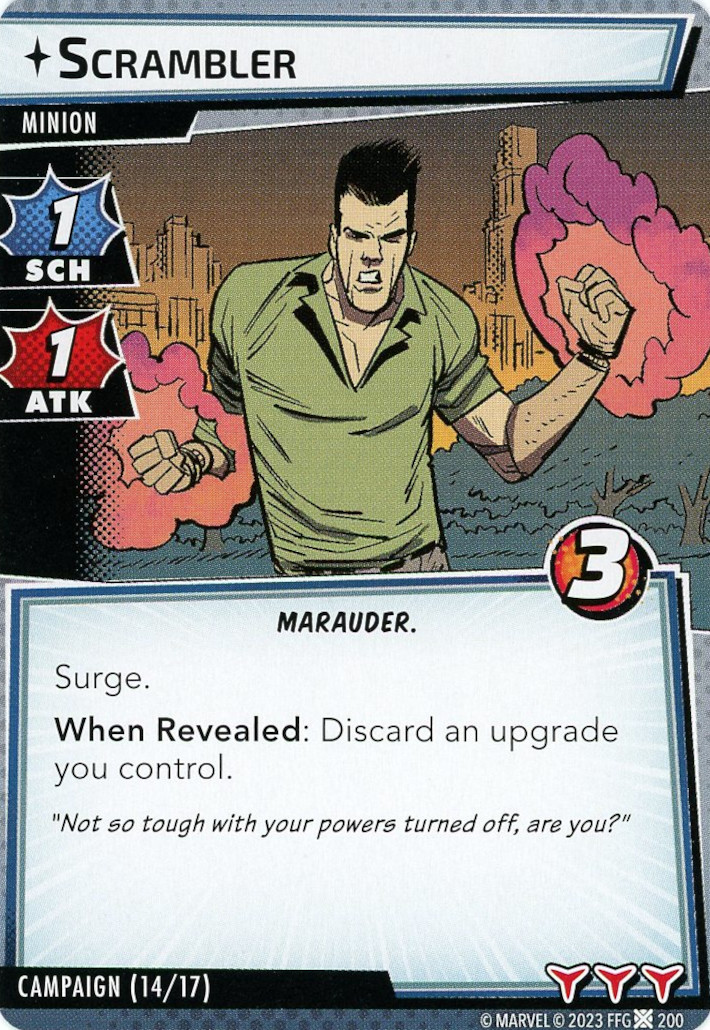 SCRAMBLER
MINION
1
SCH
1
ATK
3
MARAUDER.
Surge.
When Revealed: Discard an upgrade
you control.
"Not so tough with your powers turned off, are you?"
CAMPAIGN (14/17)
© MARVEL © 2023 FFG 200